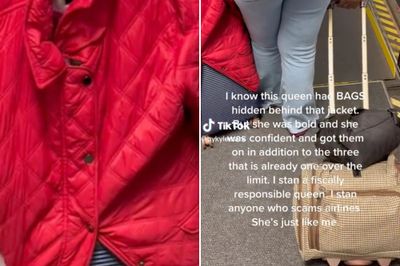 I know this queen had BAGS
hidden behind that jacket.
But she was bold and she
was confident and got them
on in addition to the three
that is already one over the
limit. I stan a fiscally
responsible queen. I stan
anyone who scams airlines.
She's just like me
TikTok